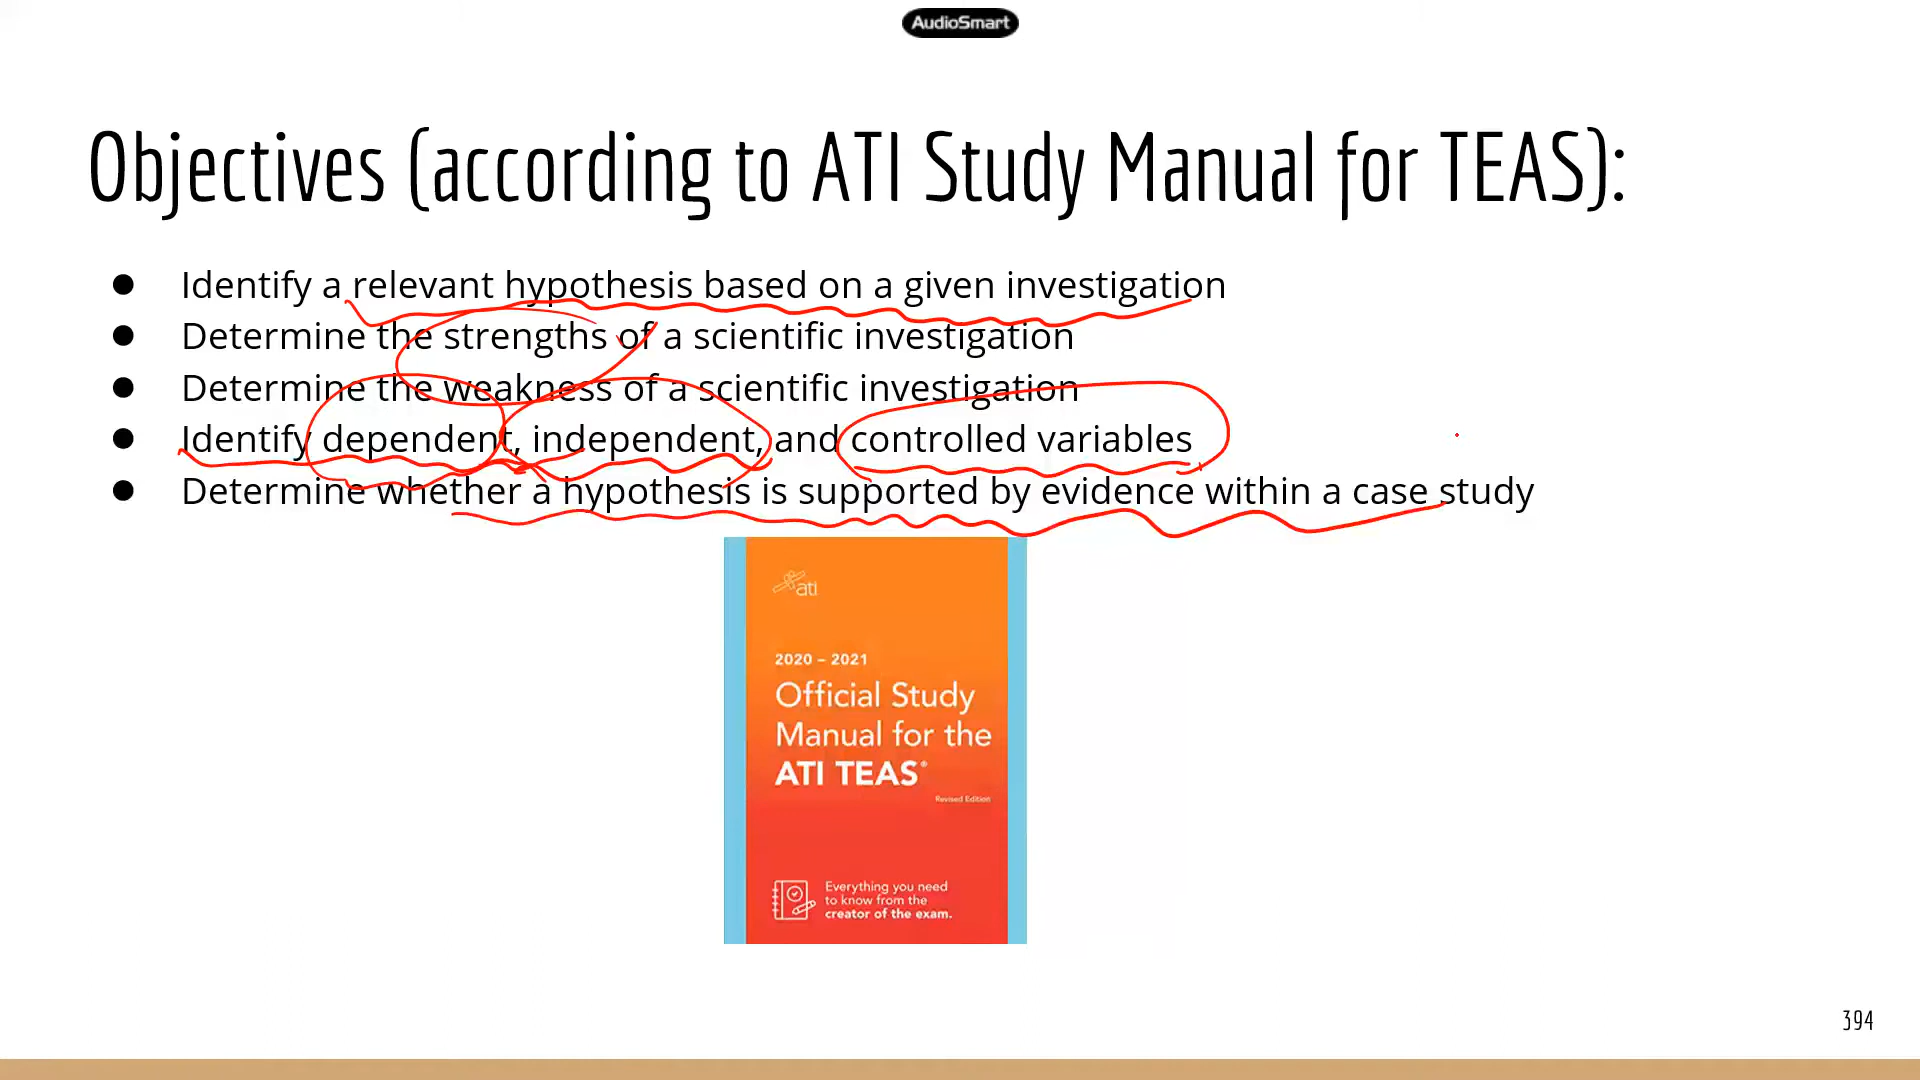 AudioSmart
Objectives (according to ATI Study Manual for TEAS):
● Identify a relevant hypothesis based on a given investigation
● Determine the strengths of a scientific investigation
● Determine the weakness of a scientific investigation
● Identify dependent, independent, and controlled variables
● Determine whether a hypothesis is supported by evidence within a case study
ati
2020 – 2021
Official Study
Manual for the
ATI TEAS®
Revised Edition
Everything you need
to know from the
creator of the exam.
394